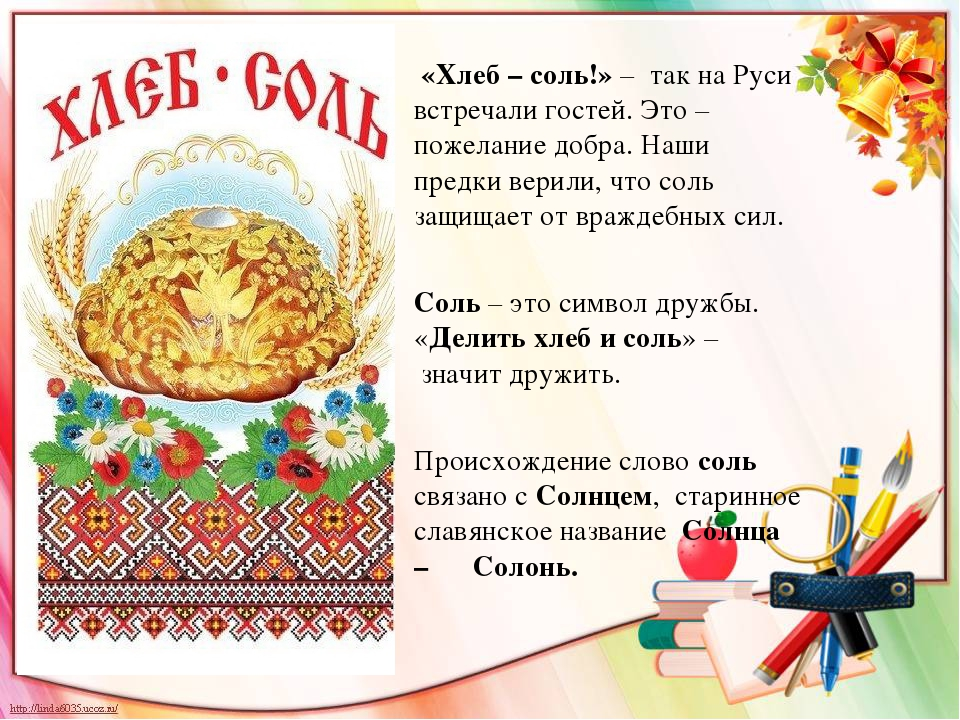 ХЛЕБ · СОЛЬ
«Хлеб – соль!» – так на Руси
встречали гостей. Это –
пожелание добра. Наши
предки верили, что соль
защищает от враждебных сил.
Соль – это символ дружбы.
«Делить хлеб и соль» –
значит дружить.
Происхождение слово соль
связано с Солнцем, старинное
славянское название Солнца
– Солонь.
http://linda6035.ucoz.ru/